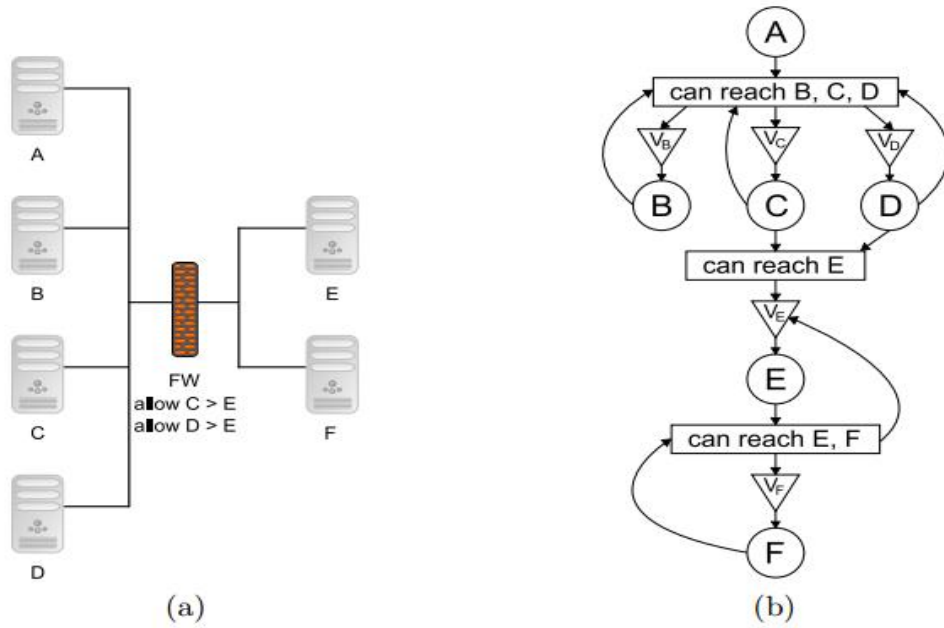 A
B
C
D
FW
allow C > E
allow D > E
E
F
(a)
A
can reach B, C, D
VB
VC
VD
B
C
D
can reach E
VE
E
can reach E, F
VF
F
(b)